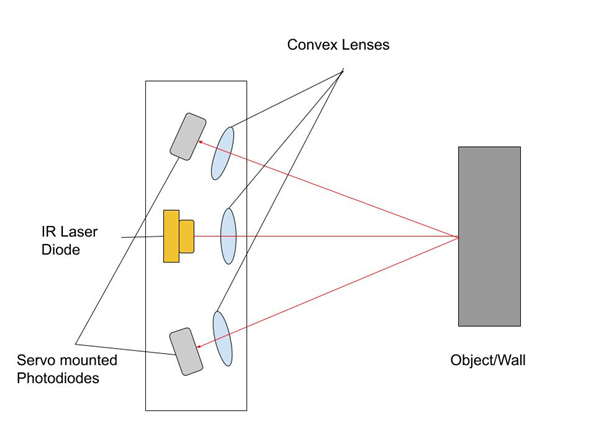 Convex Lenses
IR Laser
Diode
Servo mounted
Photodiodes
Object/Wall